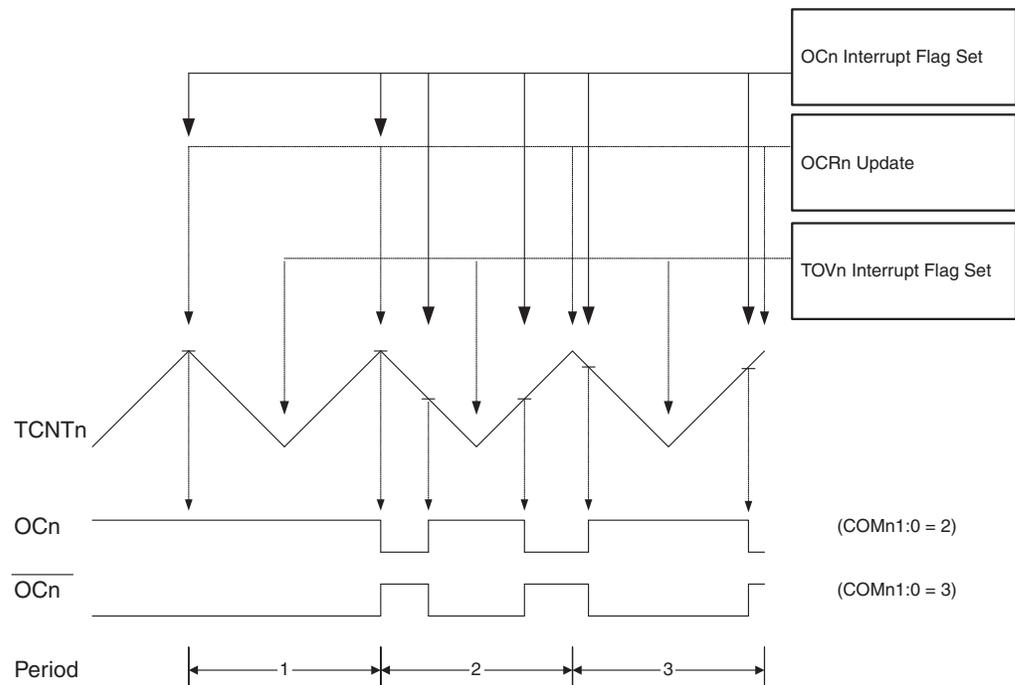 OCn Interrupt Flag Set
OCRn Update
TOVn Interrupt Flag Set
TCNTn
OCn (COMn1:0 = 2)
OCn (COMn1:0 = 3)
Period 1 2 3